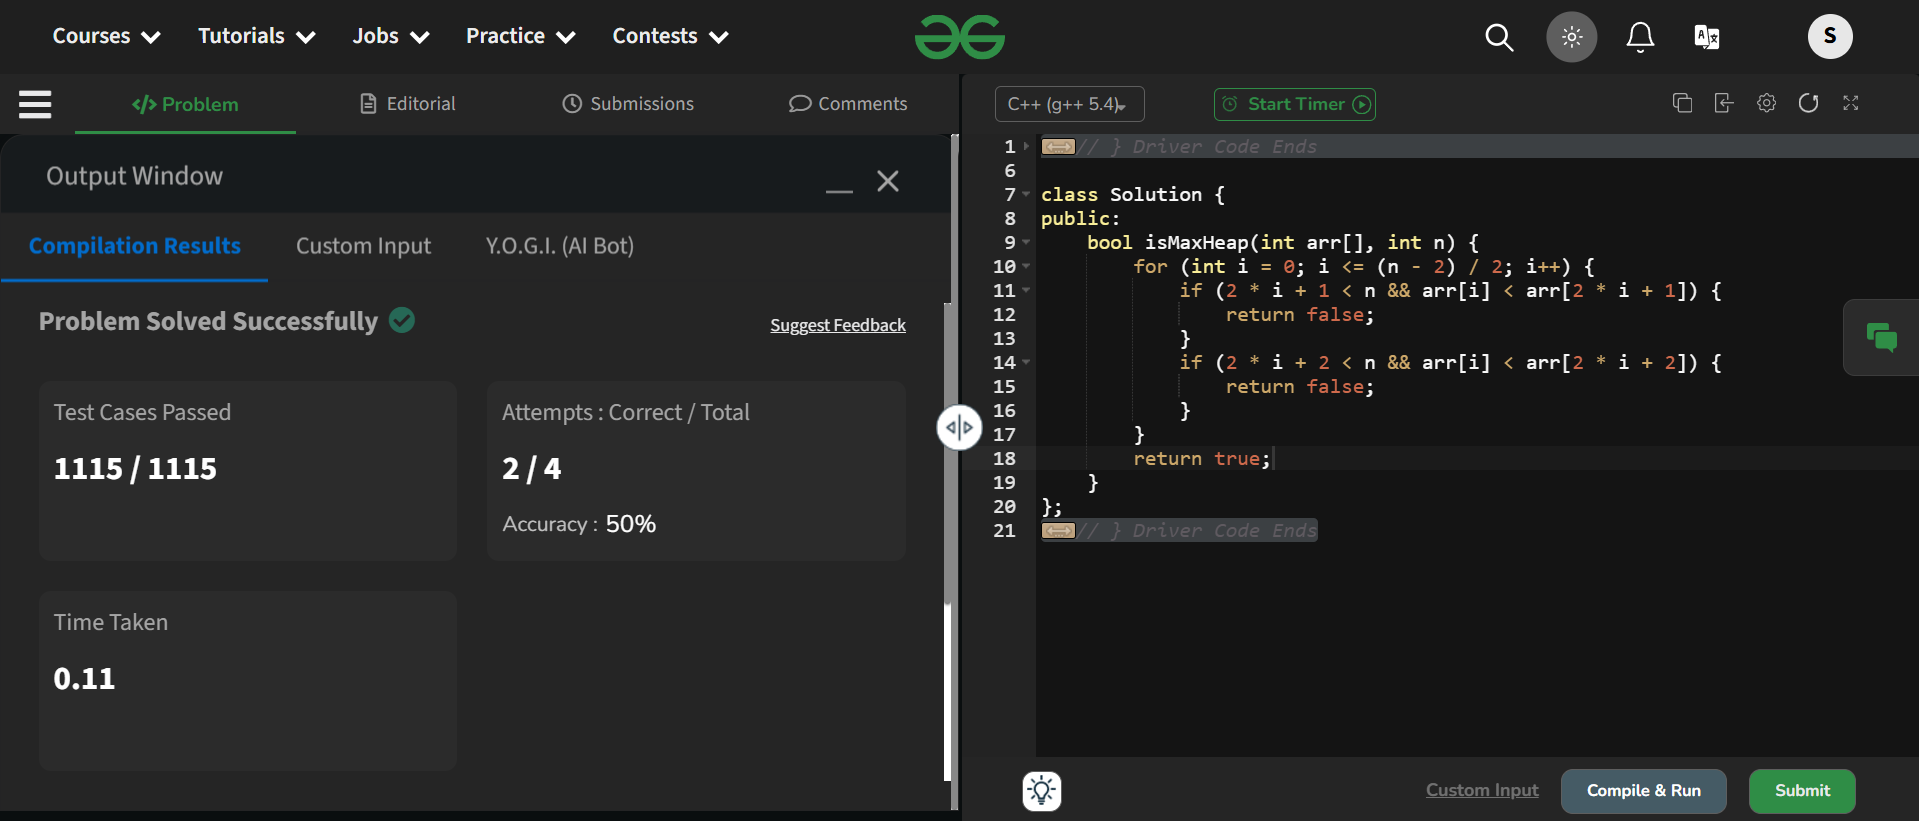 Courses Tutorials Jobs Practice Contests S
Problem Editorial Submissions Comments
C++ (g++ 5.4) Start Timer
Output Window
Compilation Results Custom Input Y.O.G.I. (AI Bot)
Problem Solved Successfully Suggest Feedback
Test Cases Passed
1115 / 1115
Attempts : Correct / Total
2 / 4
Accuracy : 50%
Time Taken
0.11
1 // } Driver Code Ends
6
7 class Solution {
8 public:
9     bool isMaxHeap(int arr[], int n) {
10         for (int i = 0; i <= (n - 2) / 2; i++) {
11             if (2 * i + 1 < n && arr[i] < arr[2 * i + 1]) {
12                 return false;
13             }
14             if (2 * i + 2 < n && arr[i] < arr[2 * i + 2]) {
15                 return false;
16             }
17         }
18         return true;
19     }
20 };
21 // } Driver Code Ends
Custom Input Compile & Run Submit